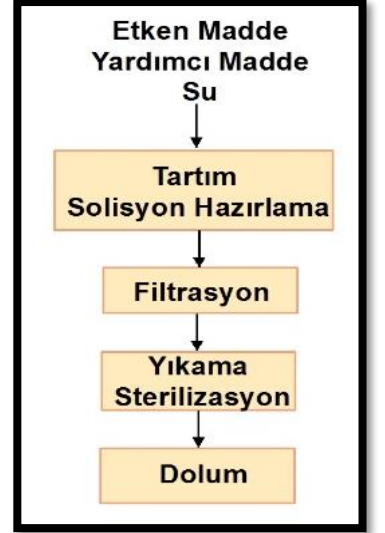 Etken Madde
Yardımcı Madde
Su
Tartım
Solisyon Hazırlama
Filtrasyon
Yıkama
Sterilizasyon
Dolum